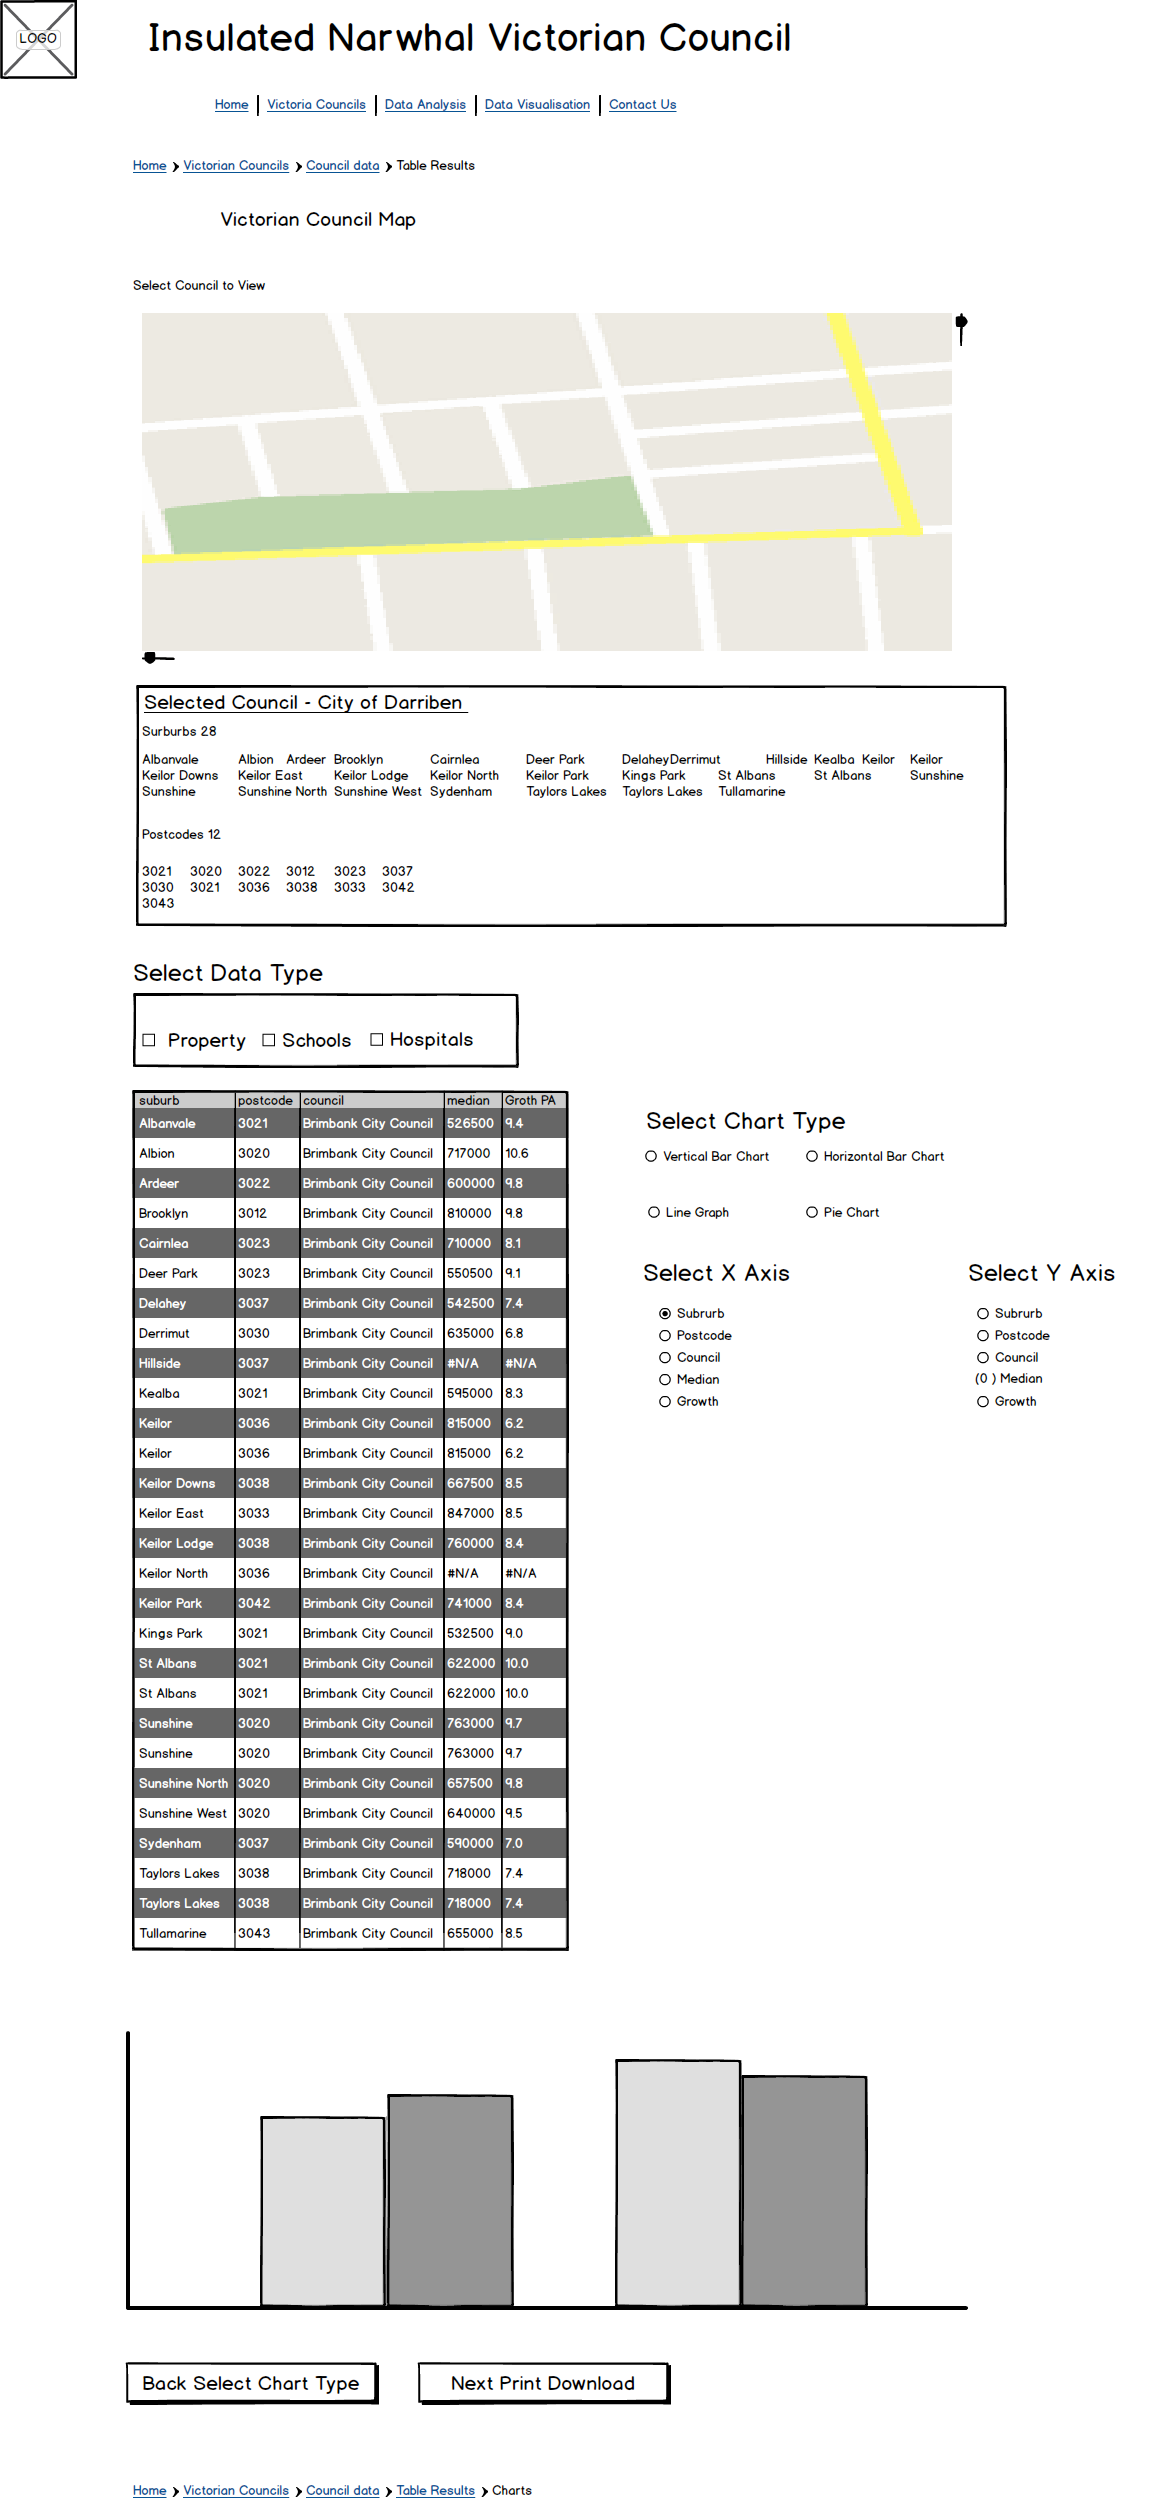 LOGO
Insulated Narwhal Victorian Council
Home Victoria Councils Data Analysis Data Visualisation Contact Us
Home Victorian Councils Council data Table Results
Victorian Council Map
Select Council to View
Selected Council - City of Darriben
Surburbs 28
Albanvale Albion Ardeer Brooklyn Cairnlea Deer Park DelaheyDerrimut Hillside Kealba Keilor Keilor
Keilor Downs Keilor East Keilor Lodge Keilor North Keilor Park Kings Park St Albans St Albans Sunshine
Sunshine Sunshine North Sunshine West Sydenham Taylors Lakes Taylors Lakes Tullamarine
Postcodes 12
3021 3020 3022 3012 3023 3037
3030 3021 3036 3038 3033 3042
3043
Select Data Type
Property Schools Hospitals
suburb postcode council median Groth PA
Albanvale 3021 Brimbank City Council 526500 9.4
Albion 3020 Brimbank City Council 717000 10.6
Ardeer 3022 Brimbank City Council 600000 9.8
Brooklyn 3012 Brimbank City Council 810000 9.8
Cairnlea 3023 Brimbank City Council 710000 8.1
Deer Park 3023 Brimbank City Council 550500 9.1
Delahey 3037 Brimbank City Council 542500 7.4
Derrimut 3030 Brimbank City Council 635000 6.8
Hillside 3037 Brimbank City Council #N/A #N/A
Kealba 3021 Brimbank City Council 595000 8.3
Keilor 3036 Brimbank City Council 815000 6.2
Keilor 3036 Brimbank City Council 815000 6.2
Keilor Downs 3038 Brimbank City Council 667500 8.5
Keilor East 3033 Brimbank City Council 847000 8.5
Keilor Lodge 3038 Brimbank City Council 760000 8.4
Keilor North 3036 Brimbank City Council #N/A #N/A
Keilor Park 3042 Brimbank City Council 741000 8.4
Kings Park 3021 Brimbank City Council 532500 9.0
St Albans 3021 Brimbank City Council 622000 10.0
St Albans 3021 Brimbank City Council 622000 10.0
Sunshine 3020 Brimbank City Council 763000 9.7
Sunshine 3020 Brimbank City Council 763000 9.7
Sunshine North 3020 Brimbank City Council 657500 9.8
Sunshine West 3020 Brimbank City Council 640000 9.5
Sydenham 3037 Brimbank City Council 590000 7.0
Taylors Lakes 3038 Brimbank City Council 718000 7.4
Taylors Lakes 3038 Brimbank City Council 718000 7.4
Tullamarine 3043 Brimbank City Council 655000 8.5
Select Chart Type
Vertical Bar Chart Horizontal Bar Chart
Line Graph Pie Chart
Select X Axis
Subrurb
Postcode
Council
Median
Growth
Select Y Axis
Subrurb
Postcode
Council
(0 ) Median
Growth
Back Select Chart Type Next Print Download
Home Victorian Councils Council data Table Results Charts